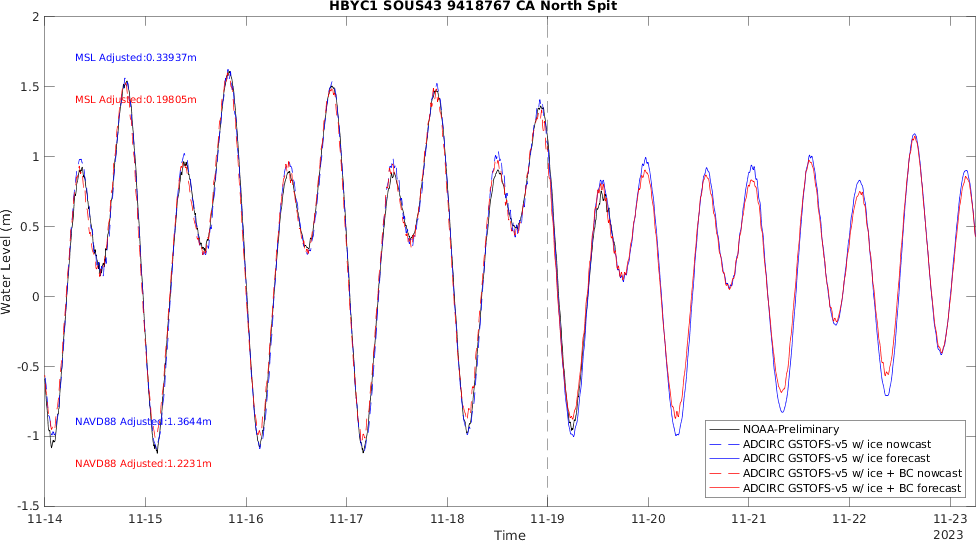 HBYC1 SOUS43 9418767 CA North Spit
2
1.5
1
0.5
0
-0.5
-1
-1.5
Water Level (m)
MSL Adjusted:0.33937m
MSL Adjusted:0.19805m
NAVD88 Adjusted:1.3644m
NAVD88 Adjusted:1.2231m
NOAA-Preliminary
ADCIRC GSTOFS-v5 w/ ice nowcast
ADCIRC GSTOFS-v5 w/ ice forecast
ADCIRC GSTOFS-v5 w/ ice + BC nowcast
ADCIRC GSTOFS-v5 w/ ice + BC forecast
11-14 11-15 11-16 11-17 11-18 11-19 11-20 11-21 11-22 11-23
Time
2023